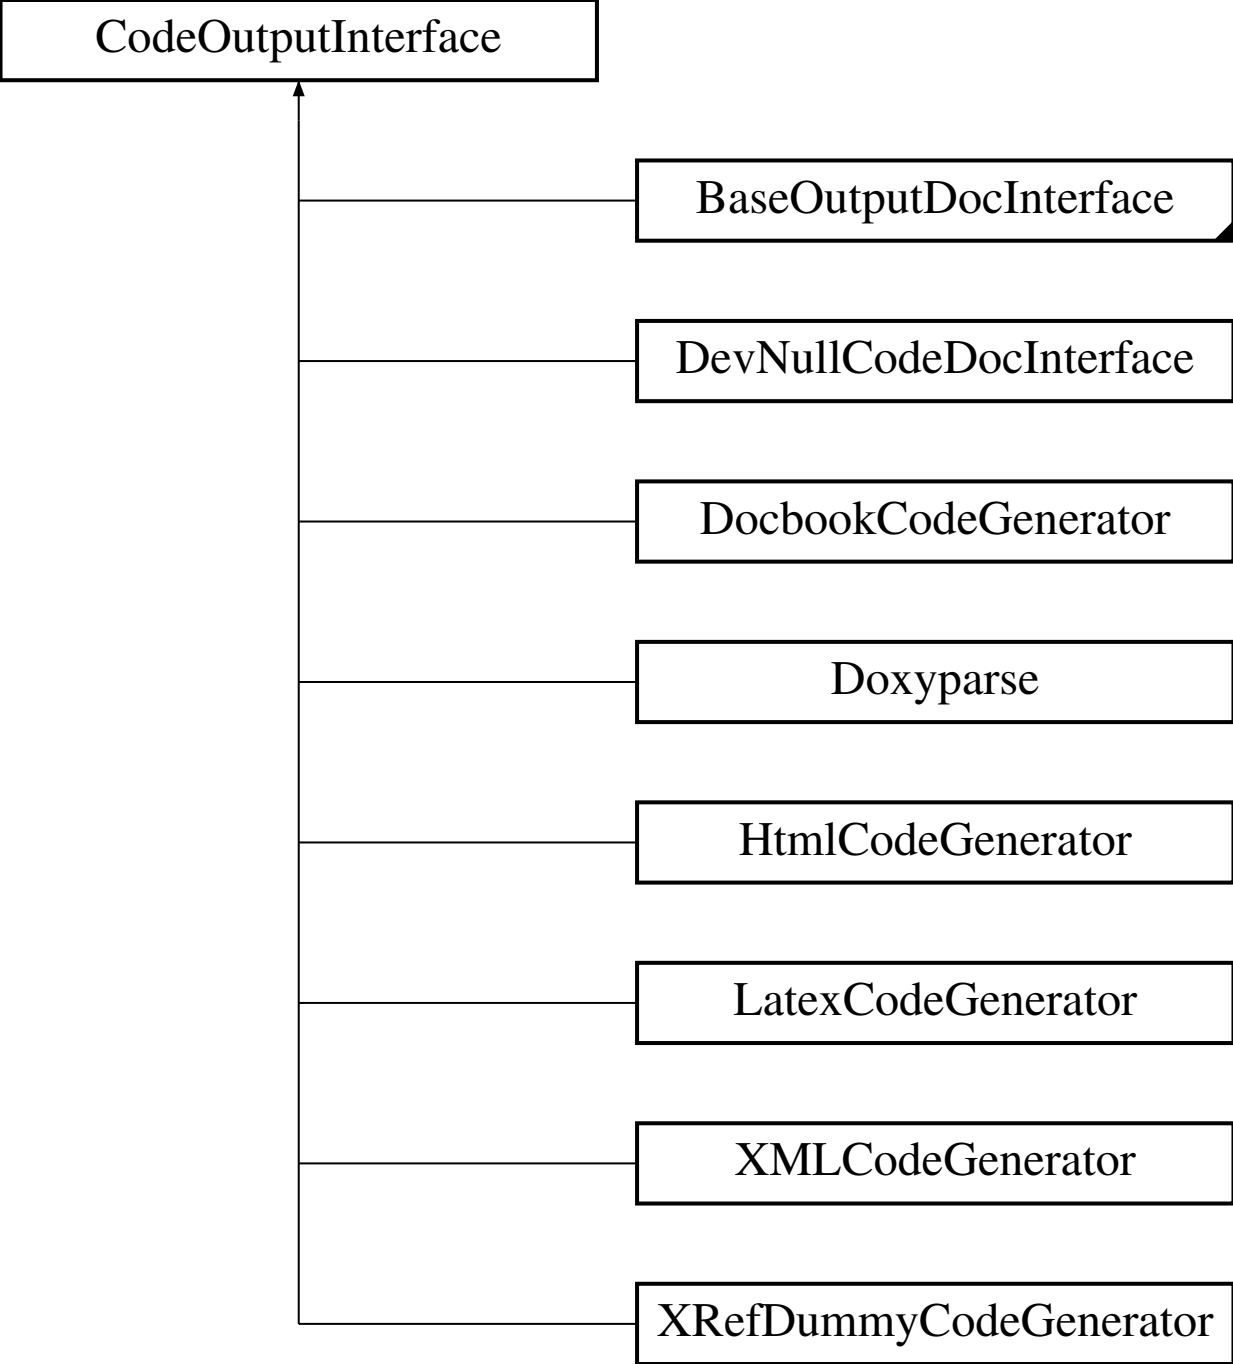 CodeOutputInterface
BaseOutputDocInterface
DevNullCodeDocInterface
DocbookCodeGenerator
Doxyparse
HtmlCodeGenerator
LatexCodeGenerator
XMLCodeGenerator
XRefDummyCodeGenerator